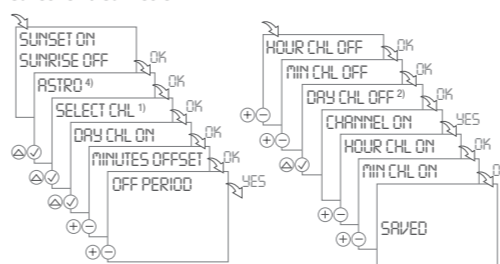 SUNSET ON
SUNRISE OFF
OK
ASTRO 4)
OK
SELECT CHL 1)
OK
DAY CHL ON
OK
MINUTES OFFSET
OK
OFF PERIOD
YES
HOUR CHL OFF
OK
MIN CHL OFF
OK
DAY CHL OFF 2)
OK
CHANNEL ON
YES
HOUR CHL ON
OK
MIN CHL ON
SAVED